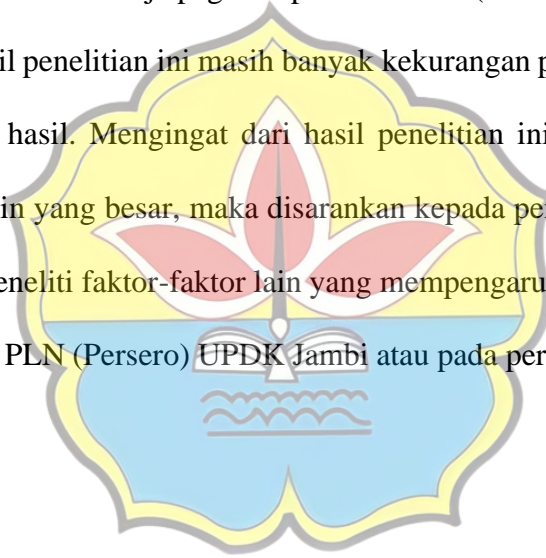 il penelitian ini masih banyak kekurangan p
hasil. Mengingat dari hasil penelitian ini
in yang besar, maka disarankan kepada pe
eneliti faktor-faktor lain yang mempengaru
PLN (Persero) UPDK Jambi atau pada per